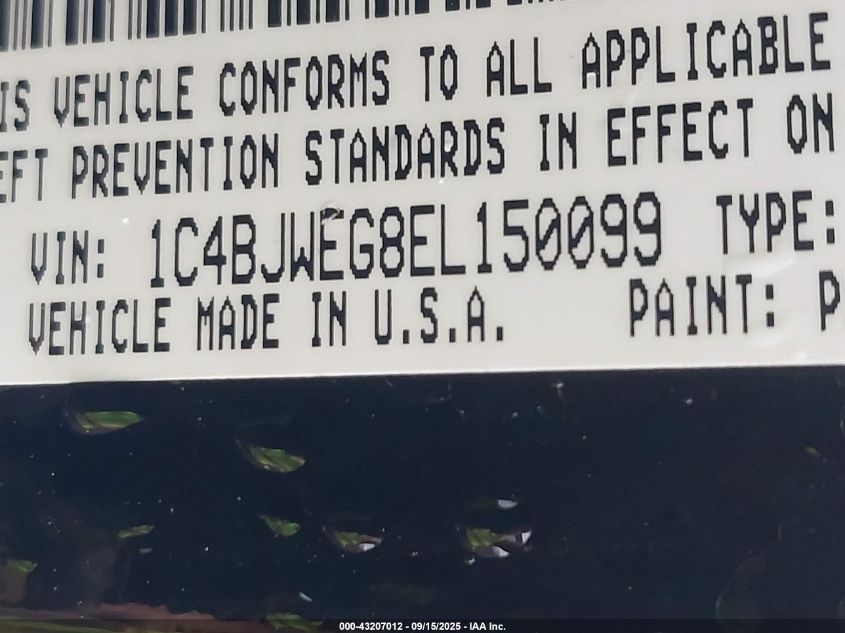 IS VEHICLE CONFORMS TO ALL APPLICABLE
EFT PREVENTION STANDARDS IN EFFECT ON
VIN: 1C4BJWEG8EL150099 TYPE:
VEHICLE MADE IN U.S.A. PAINT: P
000-43207012 - 09/15/2025 - IAA Inc.